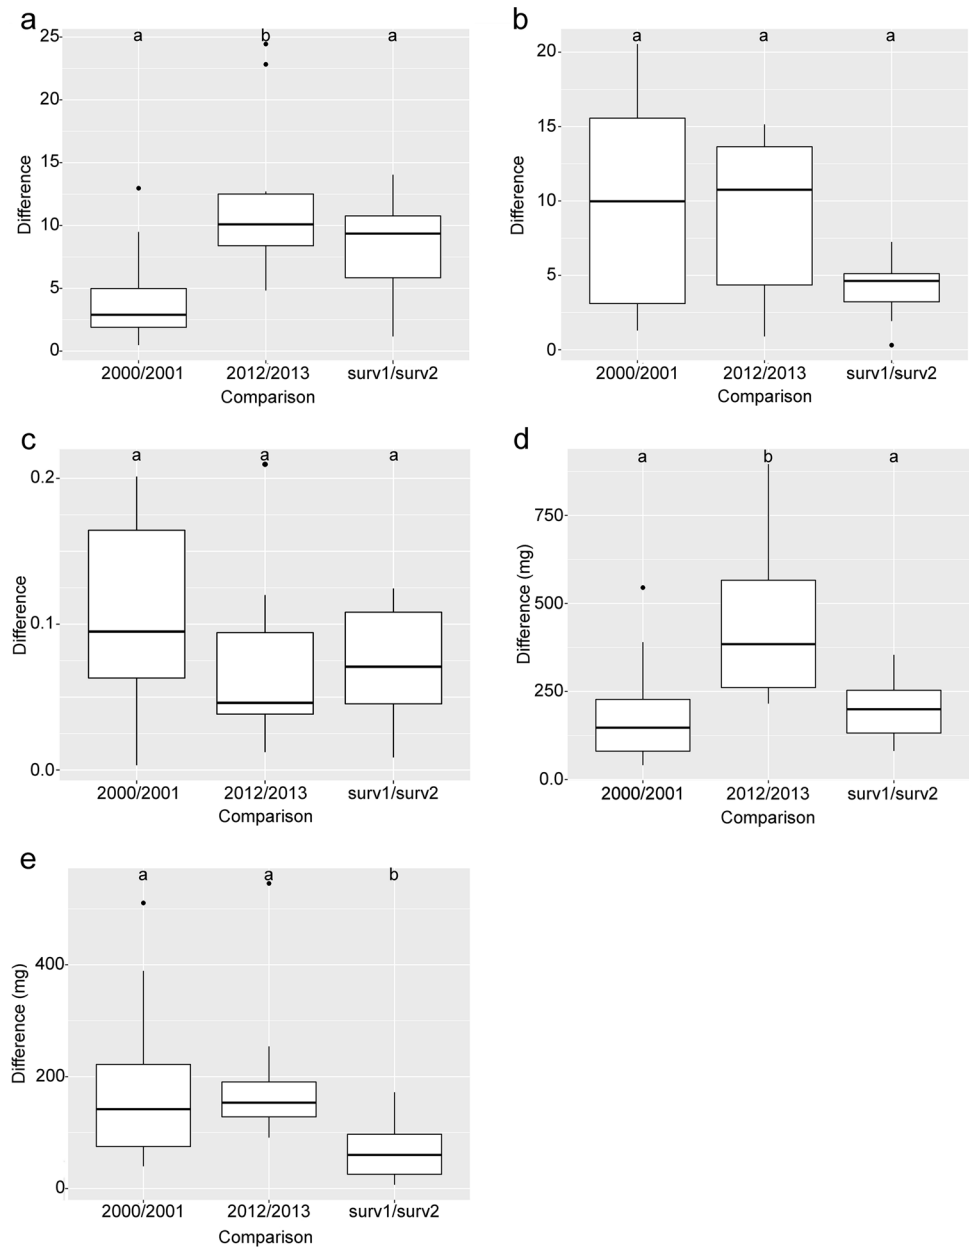 a
a b a
25
20
15
10
5
0
Difference
2000/2001 2012/2013 surv1/surv2
Comparison
b
a a a
20
15
10
5
0
Difference
2000/2001 2012/2013 surv1/surv2
Comparison
c
a a a
0.2
0.1
0.0
Difference
2000/2001 2012/2013 surv1/surv2
Comparison
d
a b a
750
500
250
0.0
Difference (mg)
2000/2001 2012/2013 surv1/surv2
Comparison
e
a a b
400
200
0
Difference (mg)
2000/2001 2012/2013 surv1/surv2
Comparison